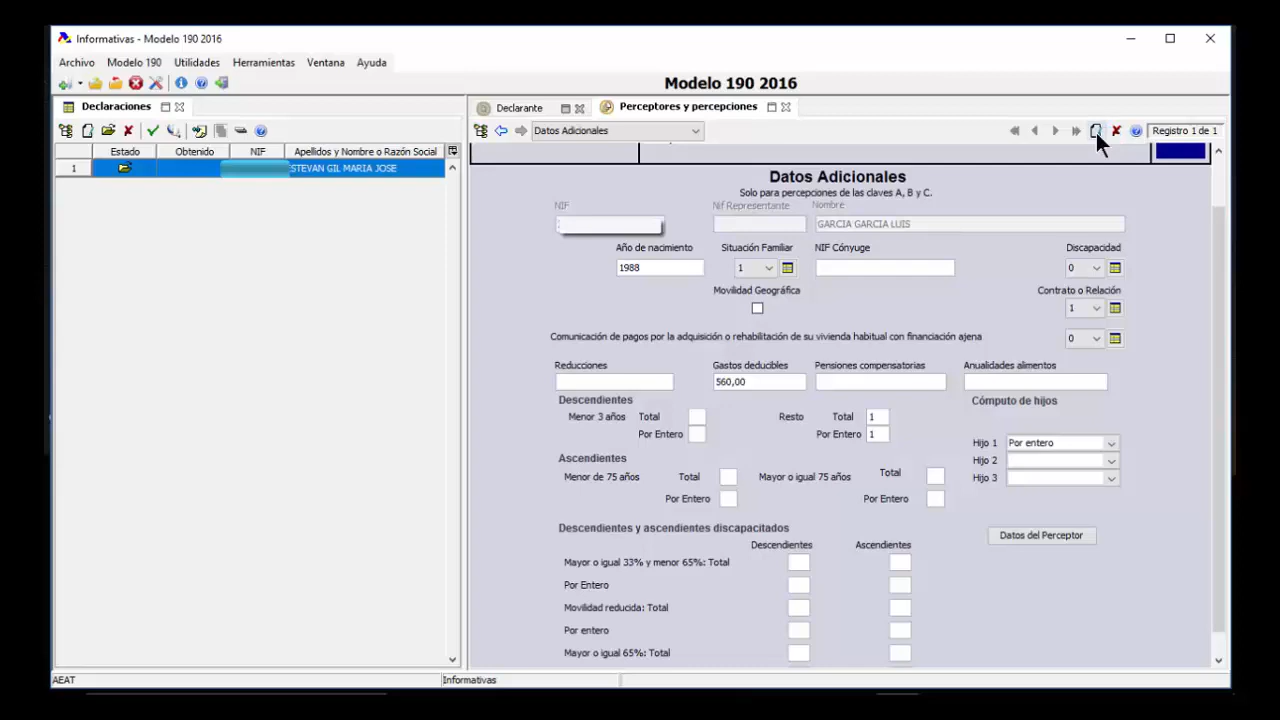 Informativas - Modelo 190 2016
Archivo Modelo 190 Utilidades Herramientas Ventana Ayuda
Modelo 190 2016
Declaraciones
Declarante Perceptores y percepciones
Datos Adicionales
Registro 1 de 1
Estado Obtenido NIF Apellidos y Nombre o Razón Social
1 STEVAN GIL MARIA JOSE
Datos Adicionales
Solo para percepciones de las claves A, B y C.
NIF Nif Representante Nombre
GARCIA GARCIA LUIS
Año de nacimiento Situación Familiar NIF Cónyuge Discapacidad
1988 1 0
Movilidad Geográfica Contrato o Relación
1
Comunicación de pagos por la adquisición o rehabilitación de su vivienda habitual con financiación ajena 0
Reducciones Gastos deducibles Pensiones compensatorias Anualidades alimentos
560,00
Descendientes Cómputo de hijos
Menor 3 años Total Resto Total 1
Por Entero Por Entero 1
Hijo 1 Por entero
Hijo 2
Hijo 3
Ascendientes
Menor de 75 años Total Mayor o igual 75 años Total
Por Entero Por Entero
Descendientes y ascendientes discapacitados
Datos del Perceptor
Descendientes Ascendientes
Mayor o igual 33% y menor 65%: Total
Por Entero
Movilidad reducida: Total
Por entero
Mayor o igual 65%: Total
AEAT Informativas